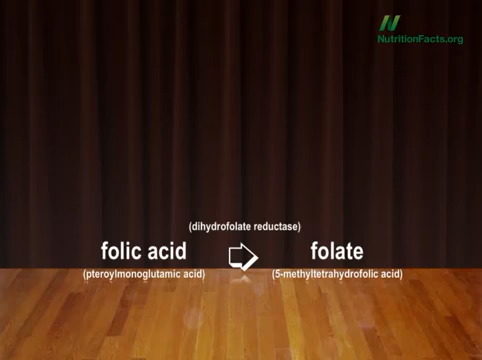 NutritionFacts.org
(dihydrofolate reductase)
folic acid folate
(pteroylmonoglutamic acid) (5-methyltetrahydrofolic acid)